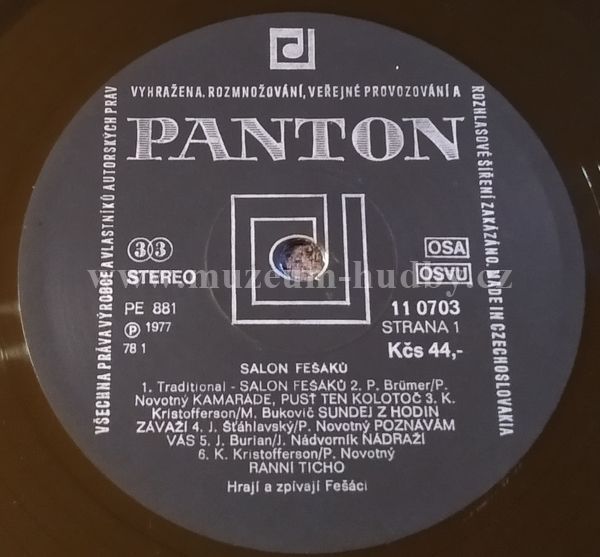 VŠECHNA PRÁVA VÝROBCE A VLASTNÍKŮ AUTORSKÝCH PRÁV
VYHRAŽENA. ROZMNOŽOVÁNÍ, VEŘEJNÉ PROVOZOVÁNÍ A
ROZHLASOVÉ ŠÍŘENÍ ZAKÁZÁNO. MADE IN CZECHOSLOVAKIA
PANTON
33
STEREO
OSA
OSVU
www.muzeum-hudby.cz
PE 881
Ⓟ 1977
78 1
11 0703
STRANA 1
Kčs 44,-
SALON FEŠÁKŮ
1. Traditional - SALON FEŠÁKŮ 2. P. Brümer/P.
Novotný KAMARÁDE, PUSŤ TEN KOLOTOČ 3. K.
Kristofferson/M. Bukovič SUNDEJ Z HODIN
ZÁVAŽÍ 4. J. Šťáhlavský/P. Novotný POZNÁVÁM
VÁS 5. J. Burian/J. Nádvorník NÁDRAŽÍ
6. K. Kristofferson/P. Novotný
RANNÍ TICHO
Hrají a zpívají Fešáci